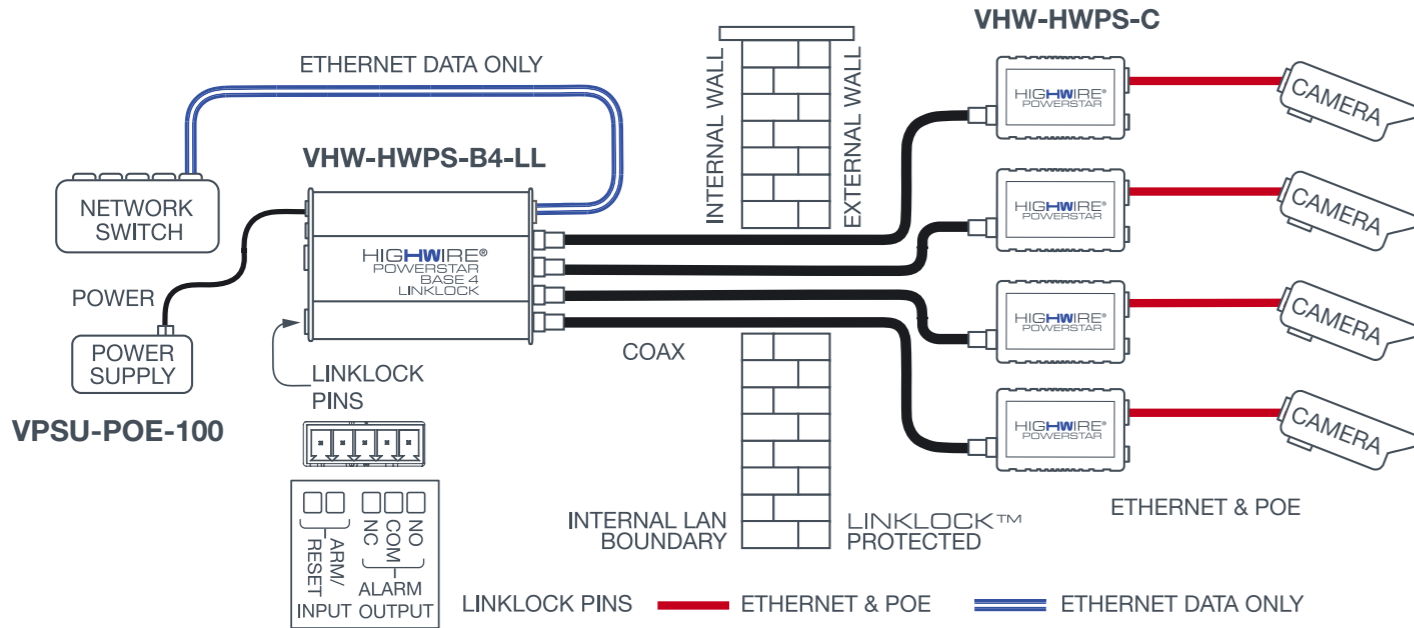 VHW-HWPS-C
ETHERNET DATA ONLY
INTERNAL WALL
EXTERNAL WALL
HIGHWIRE®
POWERSTAR
CAMERA
VHW-HWPS-B4-LL
NETWORK
SWITCH
HIGHWIRE®
POWERSTAR
BASE 4
LINKLOCK
HIGHWIRE®
POWERSTAR
CAMERA
POWER
HIGHWIRE®
POWERSTAR
CAMERA
POWER
SUPPLY
COAX
LINKLOCK
PINS
VPSU-POE-100
HIGHWIRE®
POWERSTAR
CAMERA
ARM/
RESET
INPUT
NC
COM
NO
ALARM
OUTPUT
INTERNAL LAN
BOUNDARY
LINKLOCK™
PROTECTED
ETHERNET & POE
LINKLOCK PINS
ETHERNET & POE
ETHERNET DATA ONLY